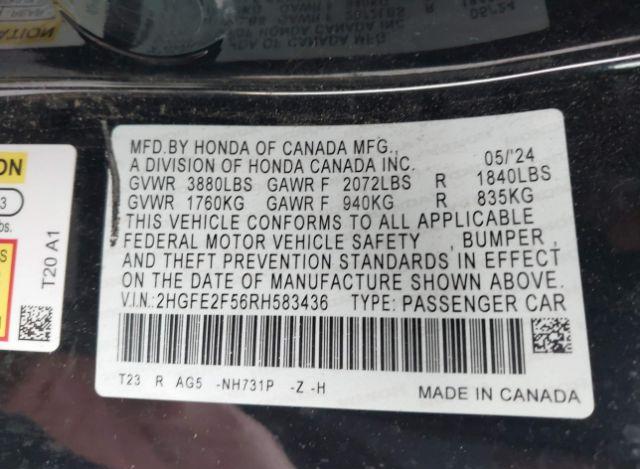 MFD.BY HONDA OF CANADA MFG.,
A DIVISION OF HONDA CANADA INC. 05/'24
GVWR 3880LBS GAWR F 2072LBS R 1840LBS
GVWR 1760KG GAWR F 940KG R 835KG
THIS VEHICLE CONFORMS TO ALL APPLICABLE
FEDERAL MOTOR VEHICLE SAFETY , BUMPER ,
AND THEFT PREVENTION STANDARDS IN EFFECT
ON THE DATE OF MANUFACTURE SHOWN ABOVE.
V.I.N.:2HGFE2F56RH583436 TYPE: PASSENGER CAR
T23 R AG5 -NH731P -Z -H
MADE IN CANADA
ON
3
bs.
T20 A1